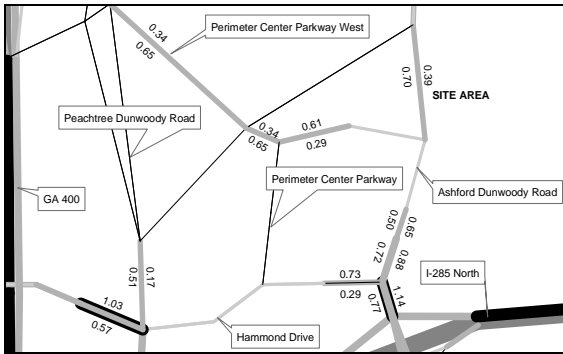 Perimeter Center Parkway West
0.34
0.65
0.39
0.70
SITE AREA
Peachtree Dunwoody Road
0.34
0.65
0.61
0.29
Perimeter Center Parkway
Ashford Dunwoody Road
GA 400
0.65
0.50
0.88
0.72
0.17
0.51
0.73
0.29
I-285 North
1.03
0.57
1.14
0.77
Hammond Drive